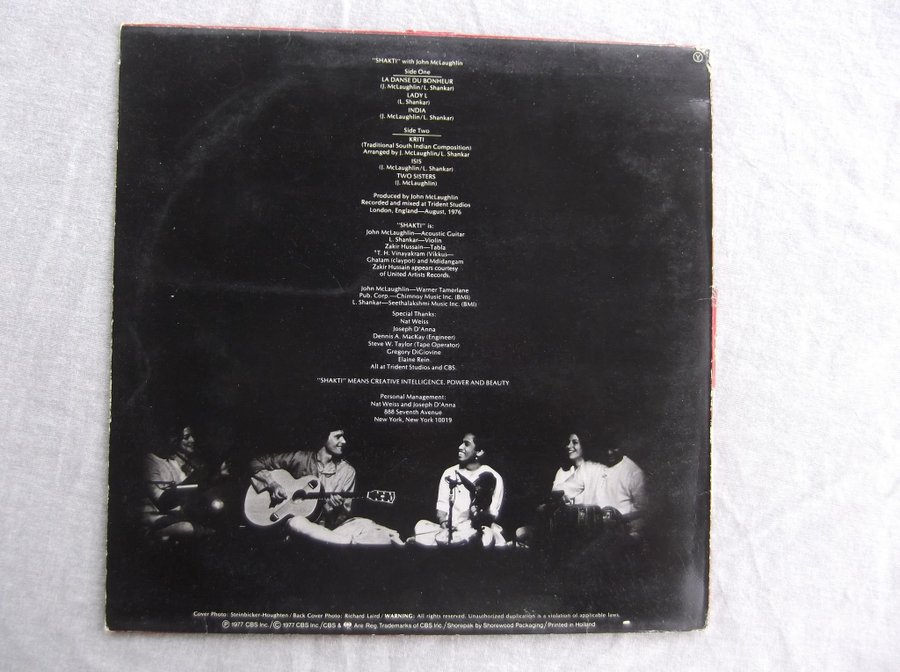 "SHAKTI" with John McLaughlin
Side One
LA DANSE DU BONHEUR
(J. McLaughlin/L. Shankar)
LADY L
(L. Shankar)
INDIA
(J. McLaughlin/L. Shankar)
Side Two
KRITI
(Traditional South Indian Composition)
Arranged by J. McLaughlin/L. Shankar
ISIS
(J. McLaughlin/L. Shankar)
TWO SISTERS
(J. McLaughlin)
Produced by John McLaughlin
Recorded and mixed at Trident Studios
London, England—August, 1976
"SHAKTI" is:
John McLaughlin—Acoustic Guitar
L. Shankar—Violin
Zakir Hussain—Tabla
*T. H. Vinayakram (Vikku—
Ghatam (claypot) and Mdidangam
Zakir Hussain appears courtesy
of United Artists Records.
John McLaughlin—Warner Tamerlane
Pub. Corp.—Chinmoy Music Inc. (BMI)
L. Shankar—Seethalakshmi Music Inc. (BMI)
Special Thanks:
Nat Weiss
Joseph D'Anna
Dennis A. MacKay (Engineer)
Steve W. Taylor (Tape Operator)
Gregory DiGiovine
Elaine Rein
All at Trident Studios and CBS.
"SHAKTI" MEANS CREATIVE INTELLIGENCE, POWER AND BEAUTY
Personal Management:
Nat Weiss and Joseph D'Anna
888 Seventh Avenue
New York, New York 10019
Cover Photo: Steinbicker-Houghten / Back Cover Photo: Richard Laird / WARNING: All rights reserved. Unauthorized duplication is a violation of applicable laws.
℗ 1977 CBS Inc./© 1977 CBS Inc./CBS & Are Reg. Trademarks of CBS Inc./Shorepak by Shorewood Packaging/Printed in Holland